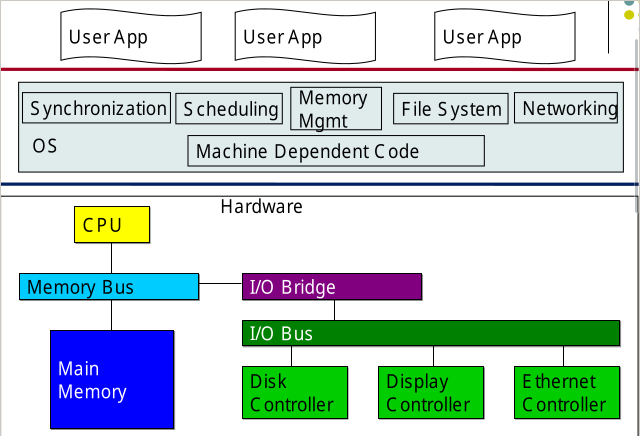 User App
User App
User App
Synchronization
Scheduling
Memory
Mgmt
File System
Networking
OS
Machine Dependent Code
Hardware
CPU
Memory Bus
I/O Bridge
I/O Bus
Main
Memory
Disk
Controller
Display
Controller
Ethernet
Controller